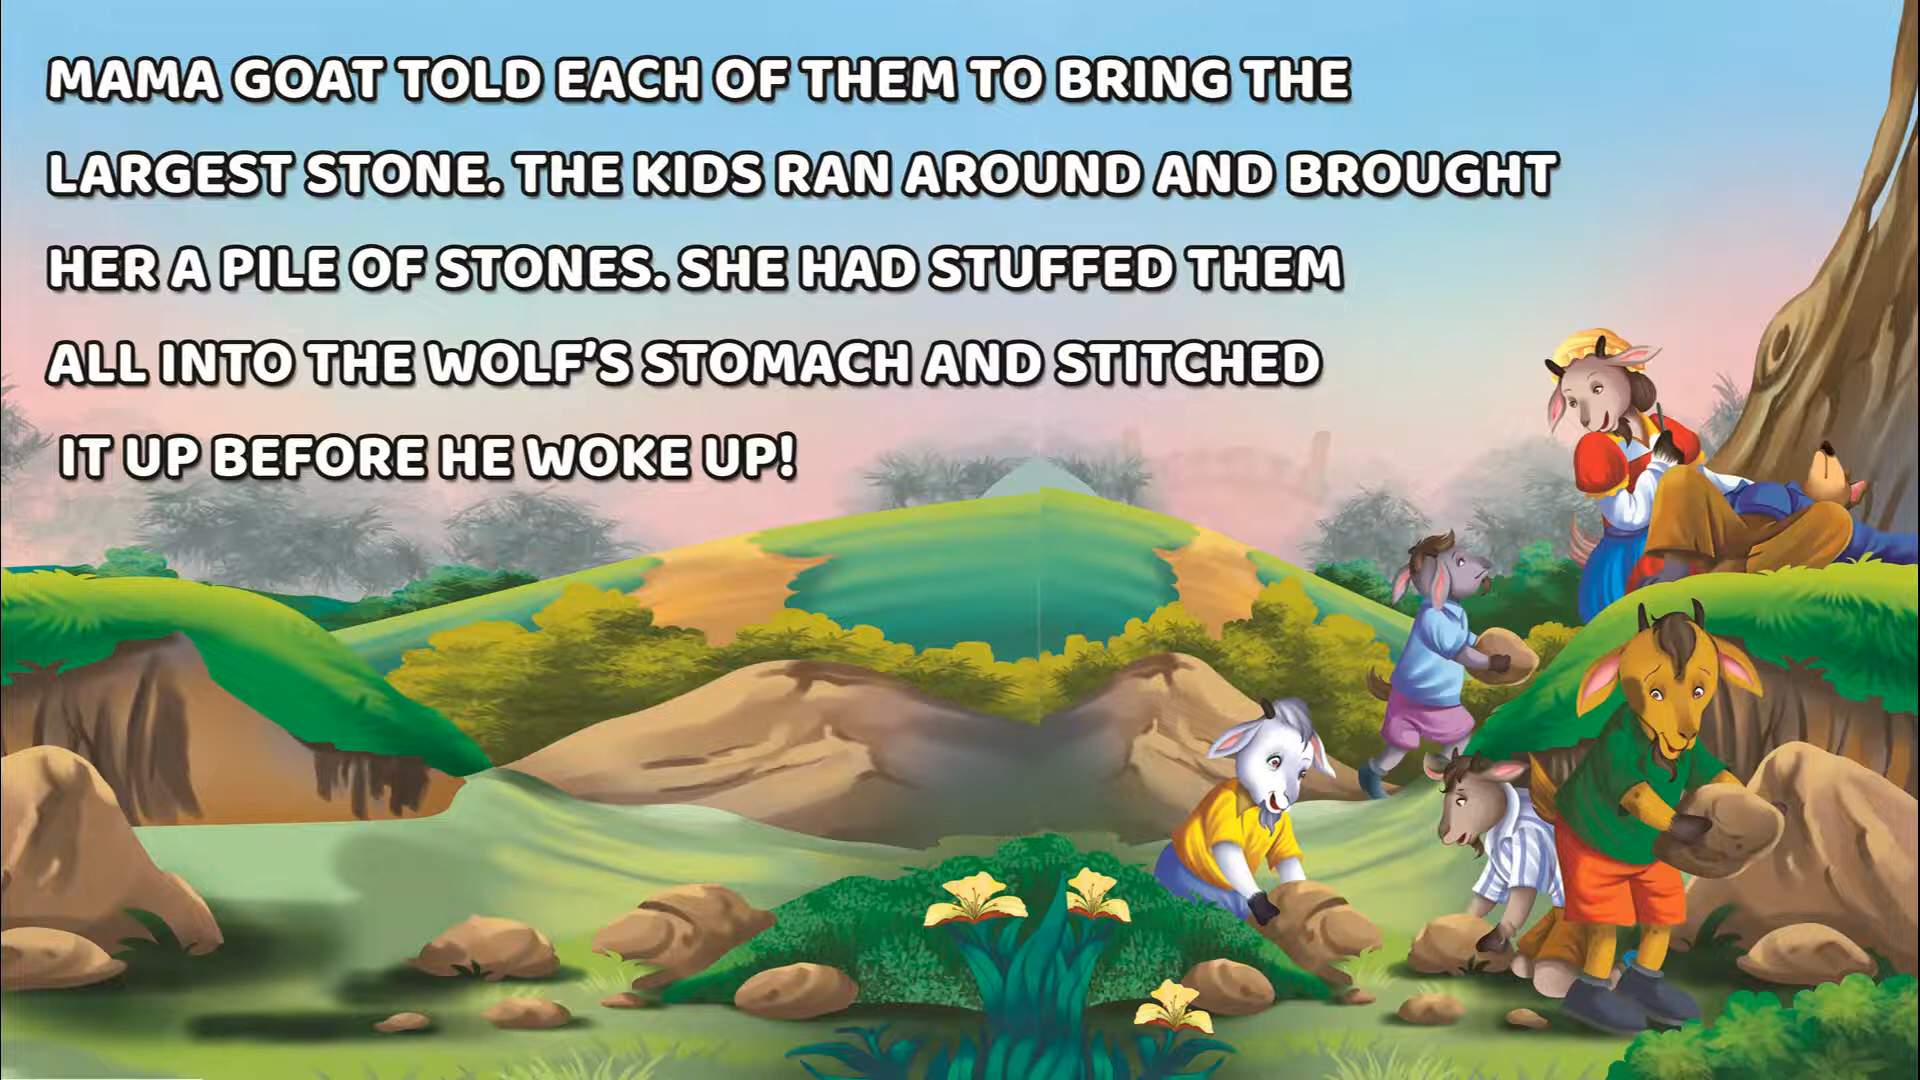 MAMA GOAT TOLD EACH OF THEM TO BRING THE
LARGEST STONE. THE KIDS RAN AROUND AND BROUGHT
HER A PILE OF STONES. SHE HAD STUFFED THEM
ALL INTO THE WOLF'S STOMACH AND STITCHED
IT UP BEFORE HE WOKE UP!